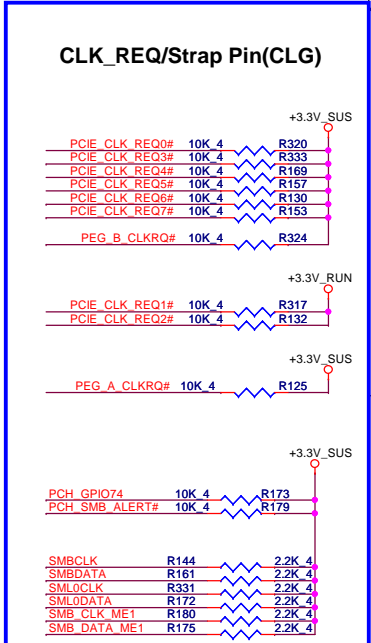 CLK_REQ/Strap Pin(CLG)
+3.3V_SUS
PCIE_CLK_REQ0# 10K_4 R320
PCIE_CLK_REQ3# 10K_4 R333
PCIE_CLK_REQ4# 10K_4 R169
PCIE_CLK_REQ5# 10K_4 R157
PCIE_CLK_REQ6# 10K_4 R130
PCIE_CLK_REQ7# 10K_4 R153
PEG_B_CLKRQ# 10K_4 R324
+3.3V_RUN
PCIE_CLK_REQ1# 10K_4 R317
PCIE_CLK_REQ2# 10K_4 R132
+3.3V_SUS
PEG_A_CLKRQ# 10K_4 R125
+3.3V_SUS
PCH_GPIO74 10K_4 R173
PCH_SMB_ALERT# 10K_4 R179
SMBCLK R144 2.2K_4
SMBDATA R161 2.2K_4
SML0CLK R331 2.2K_4
SML0DATA R172 2.2K_4
SMB_CLK_ME1 R180 2.2K_4
SMB_DATA_ME1 R175 2.2K_4